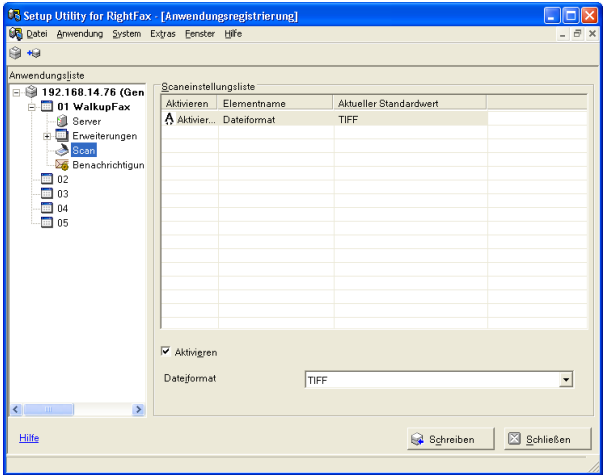 Setup Utility for RightFax - [Anwendungsregistrierung]
Datei Anwendung System Extras Fenster Hilfe
Anwendungsliste
192.168.14.76 (Gen
01 WalkupFax
Server
Erweiterungen
Scan
Benachrichtigun
02
03
04
05
Scaneinstellungsliste
Aktivieren Elementname Aktueller Standardwert
Aktivier... Dateiformat TIFF
Aktivieren
Dateiformat TIFF
Hilfe
Schreiben Schließen